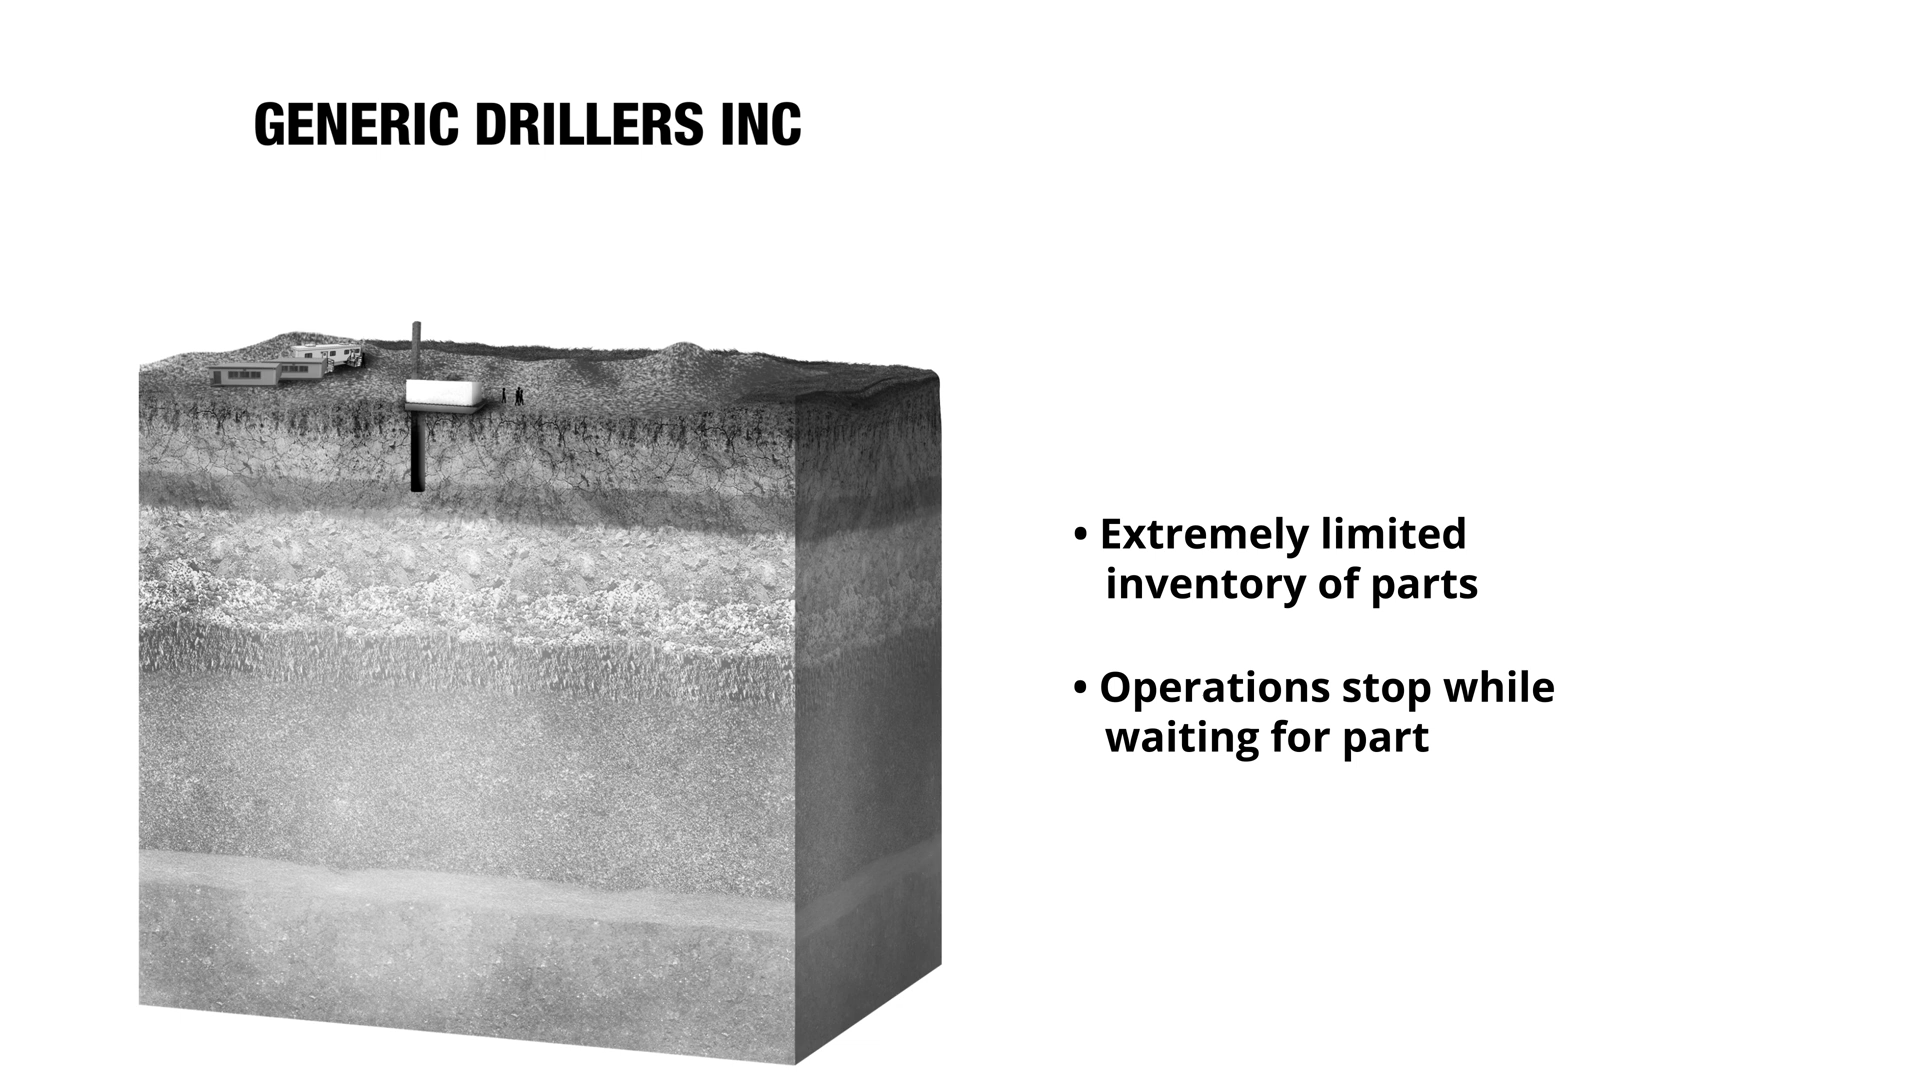 GENERIC DRILLERS INC
• Extremely limited
inventory of parts
• Operations stop while
waiting for part